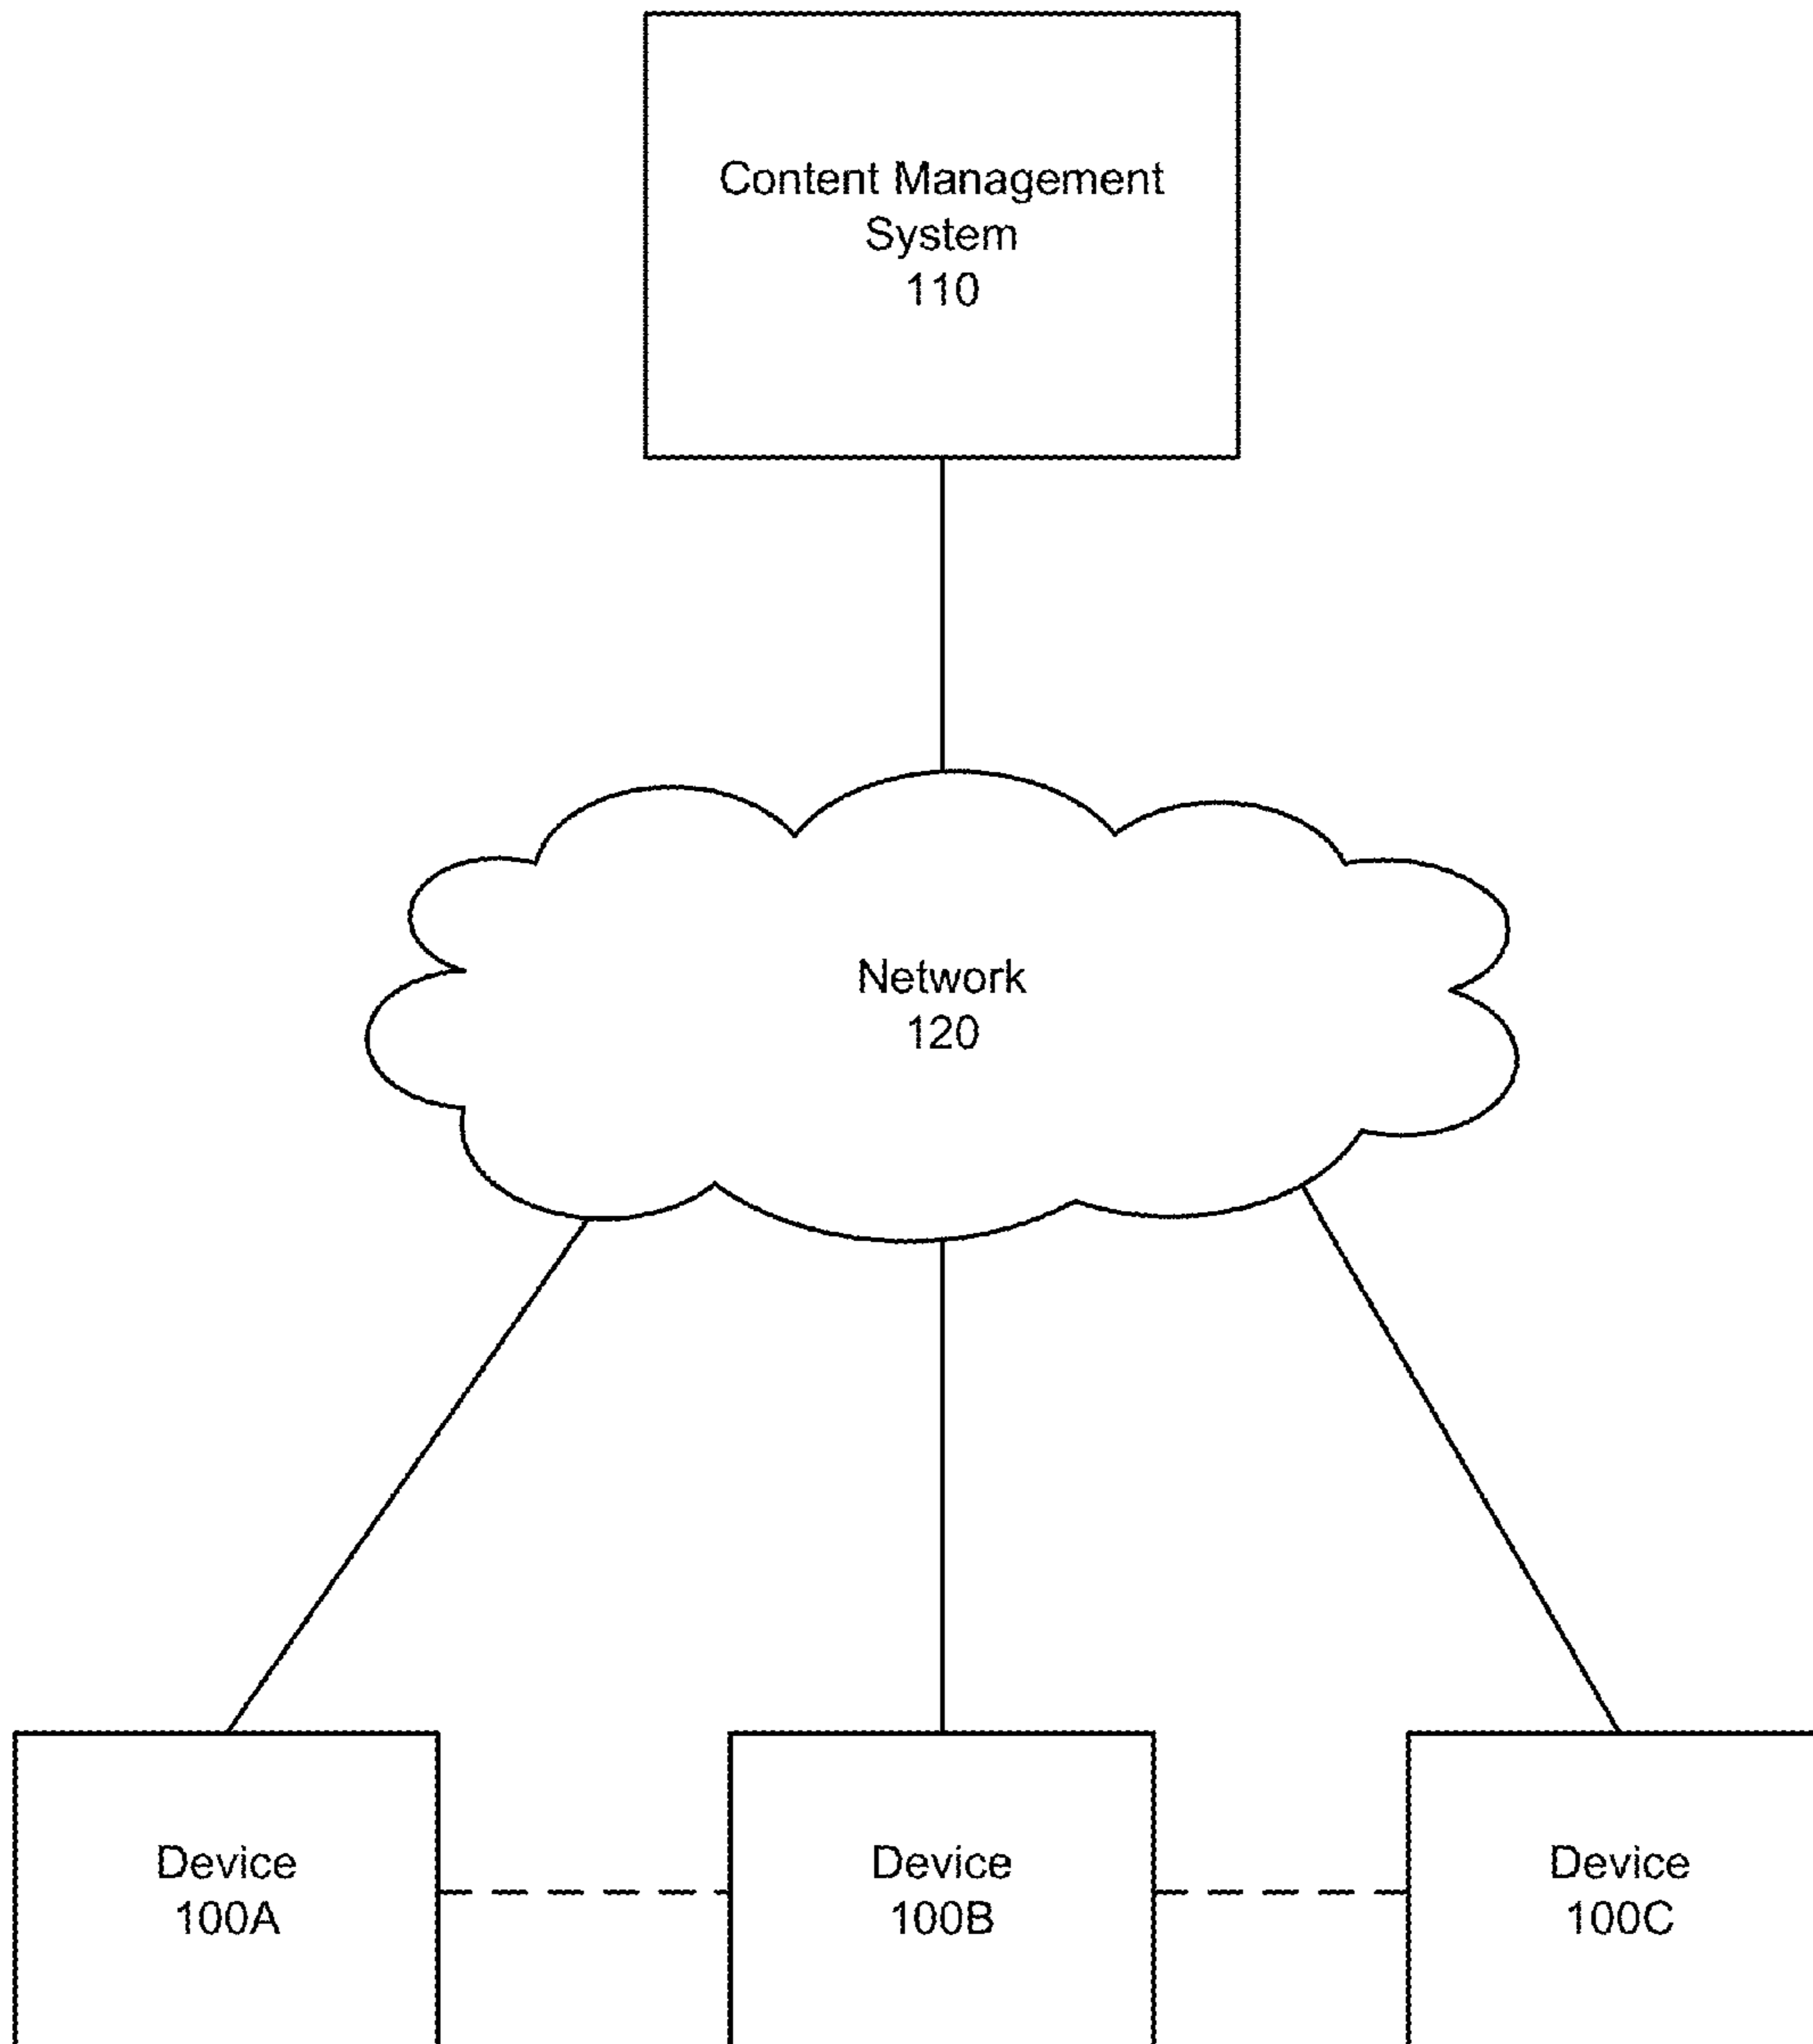 Content Management
System
110
Network
120
Device
100A
Device
100B
Device
100C